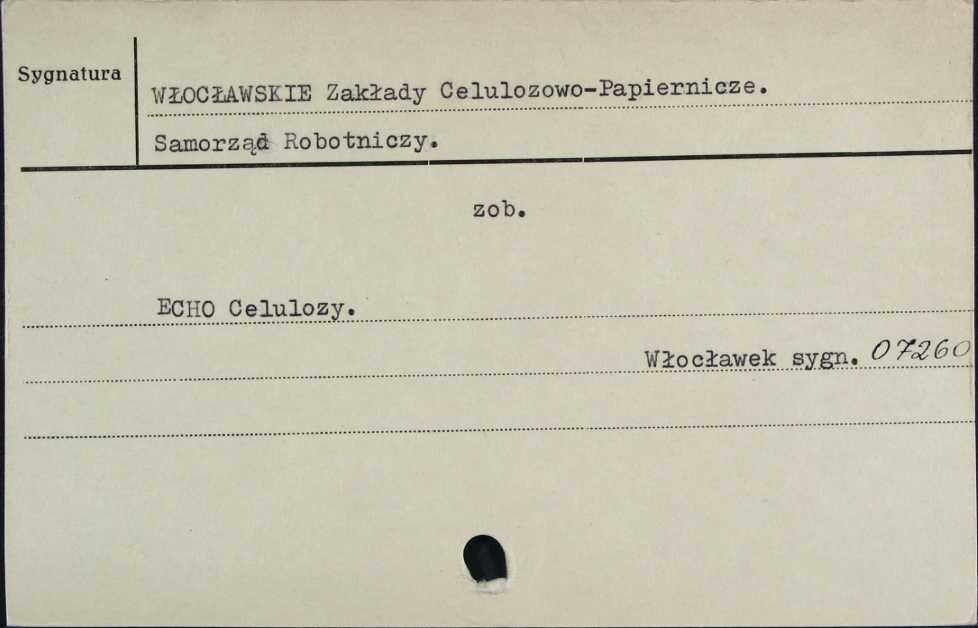 Sygnatura
WŁOCŁAWSKIE Zakłady Celulozowo-Papiernicze.
Samorząd Robotniczy.
zob.
ECHO Celulozy.
Włocławek sygn. 07260